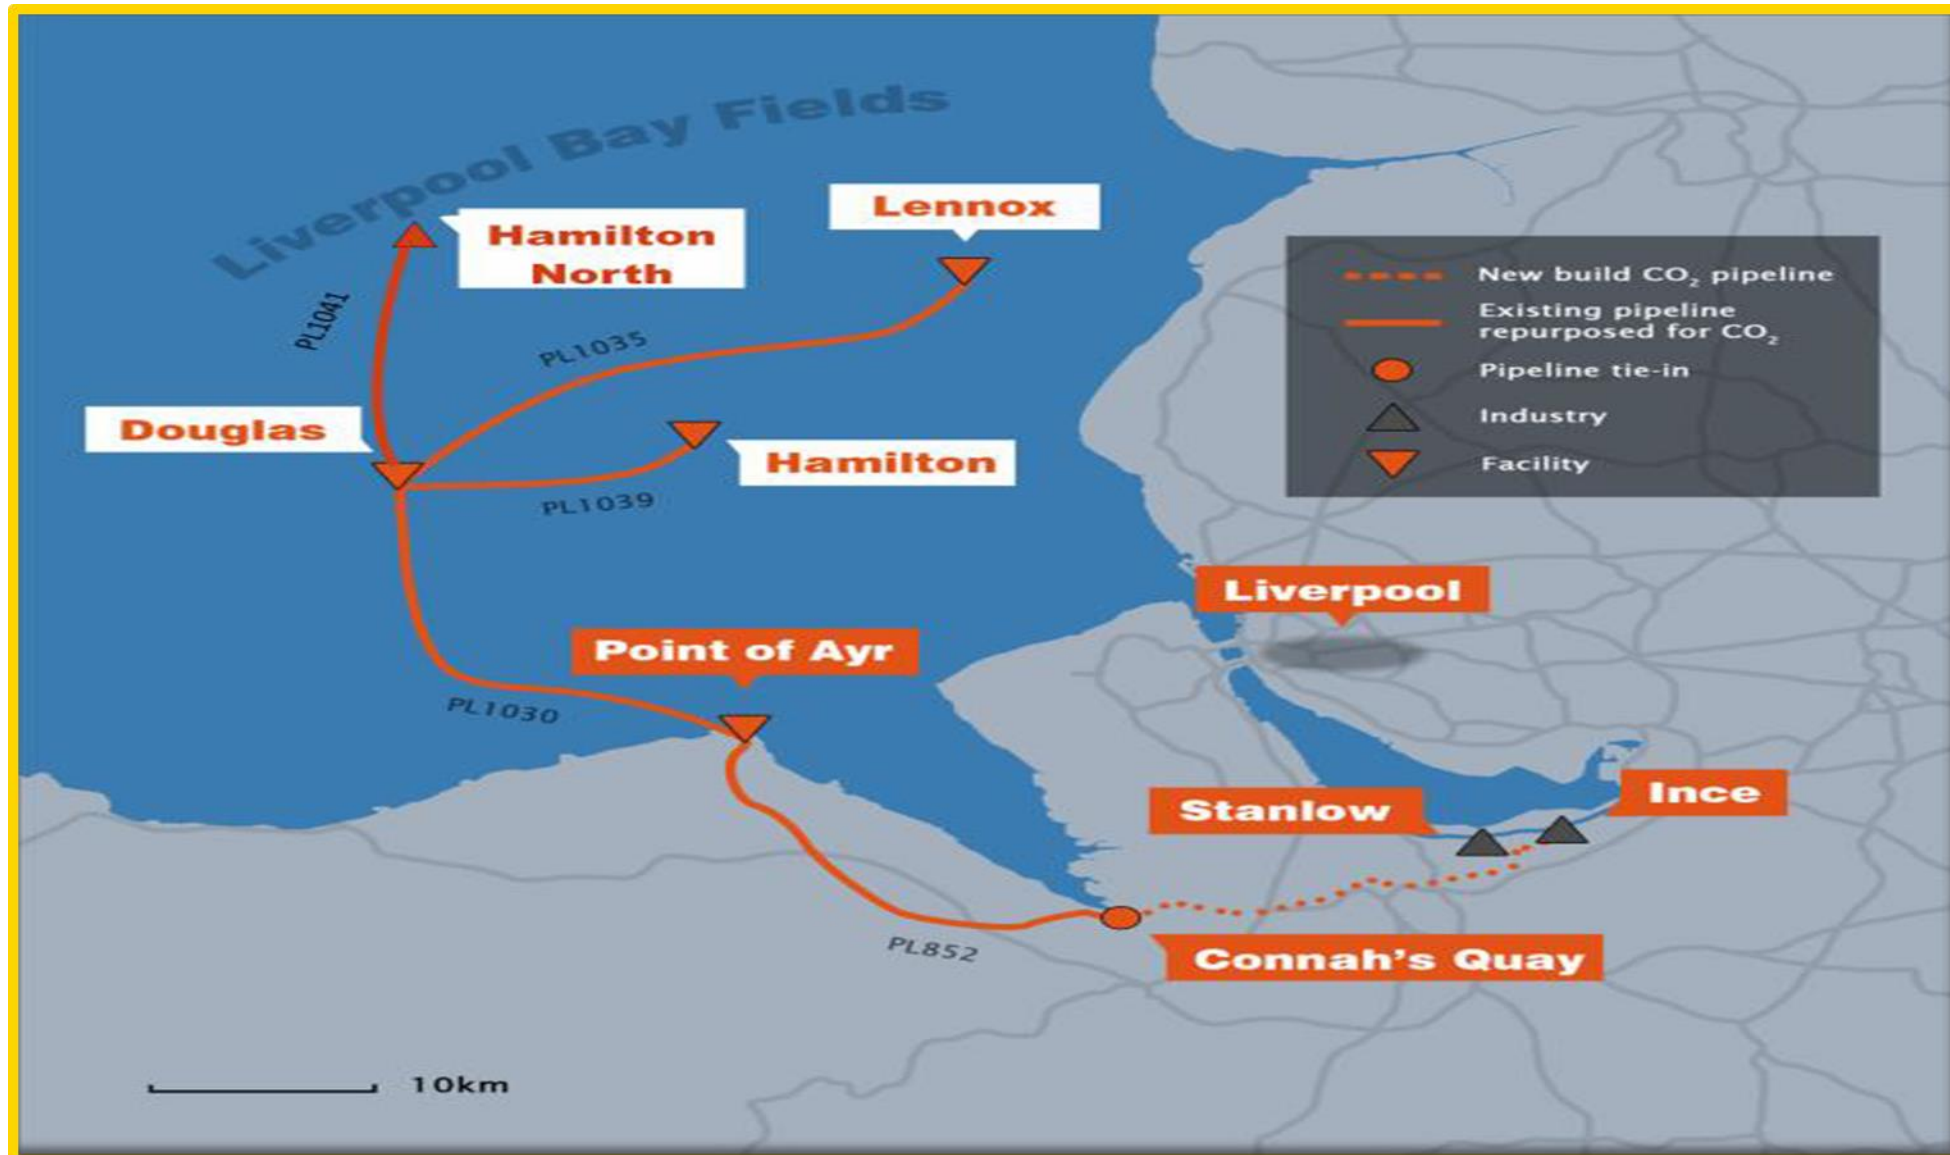 Liverpool Bay Fields
Lennox
Hamilton
North
New build CO₂ pipeline
Existing pipeline
repurposed for CO₂
Pipeline tie-in
Industry
Facility
PL1041
PL1035
Douglas
Hamilton
PL1039
Liverpool
Point of Ayr
PL1030
Ince
Stanlow
PL852
Connah's Quay
10km